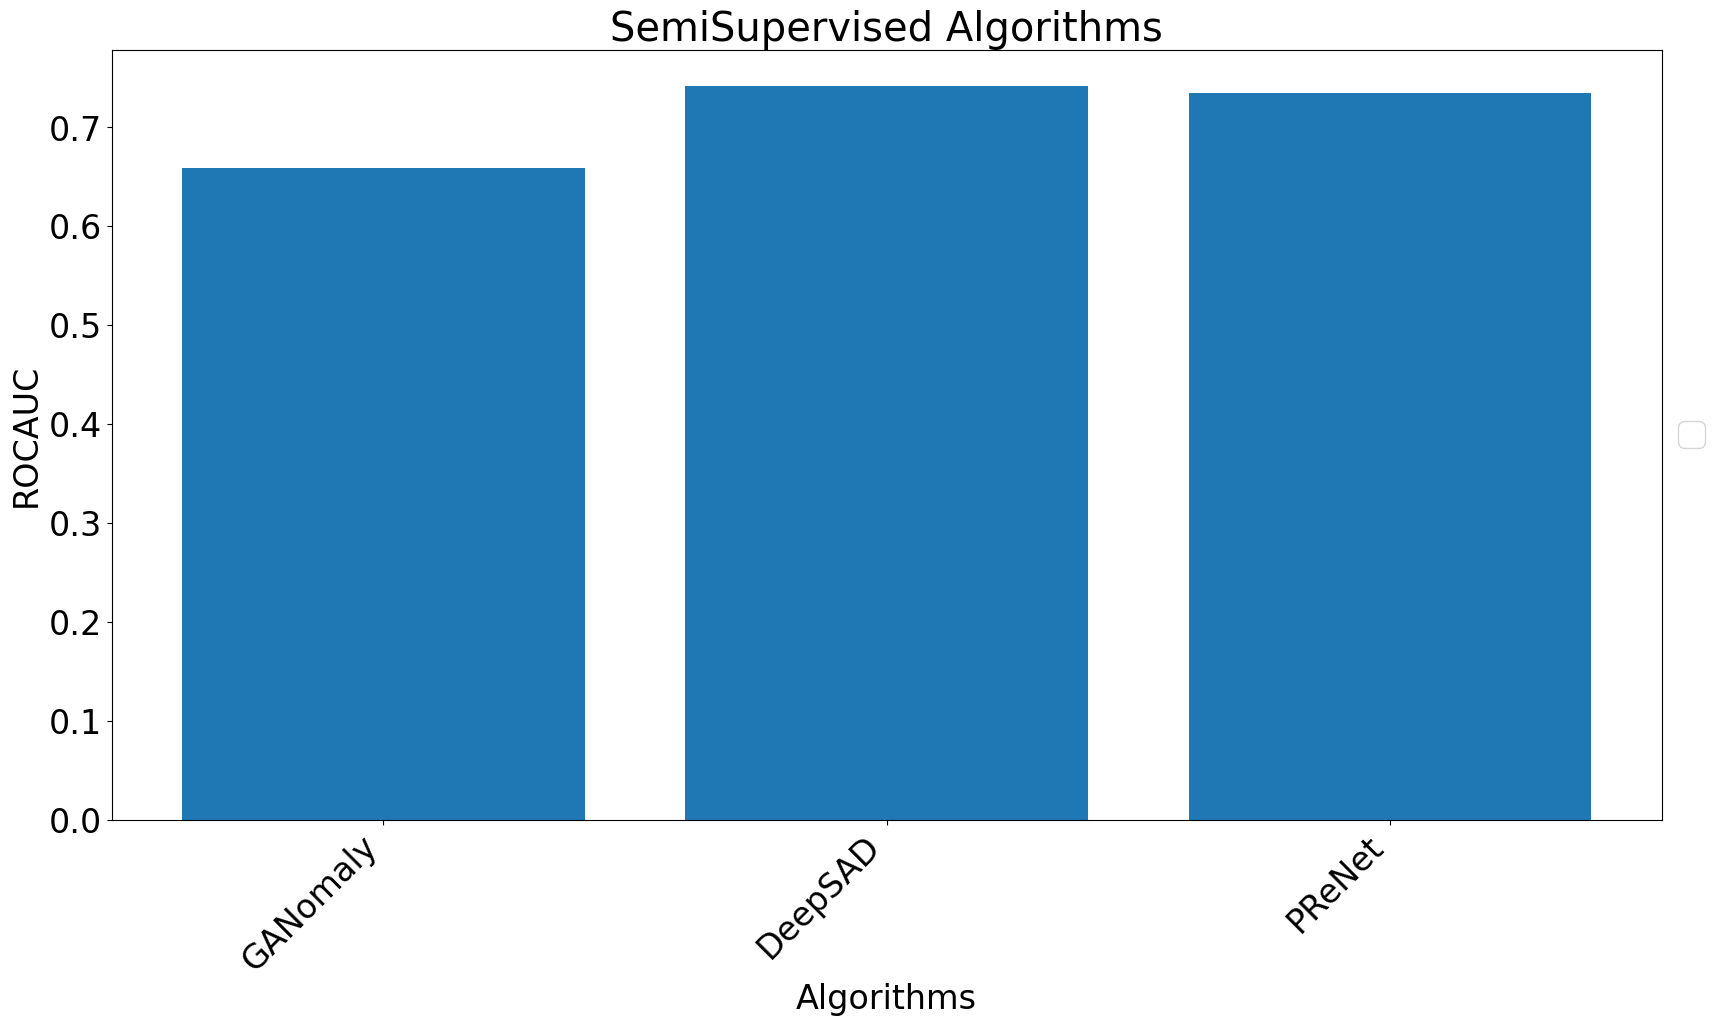 SemiSupervised Algorithms
ROCAUC
0.7
0.6
0.5
0.4
0.3
0.2
0.1
0.0
GANomaly
DeepSAD
PReNet
Algorithms